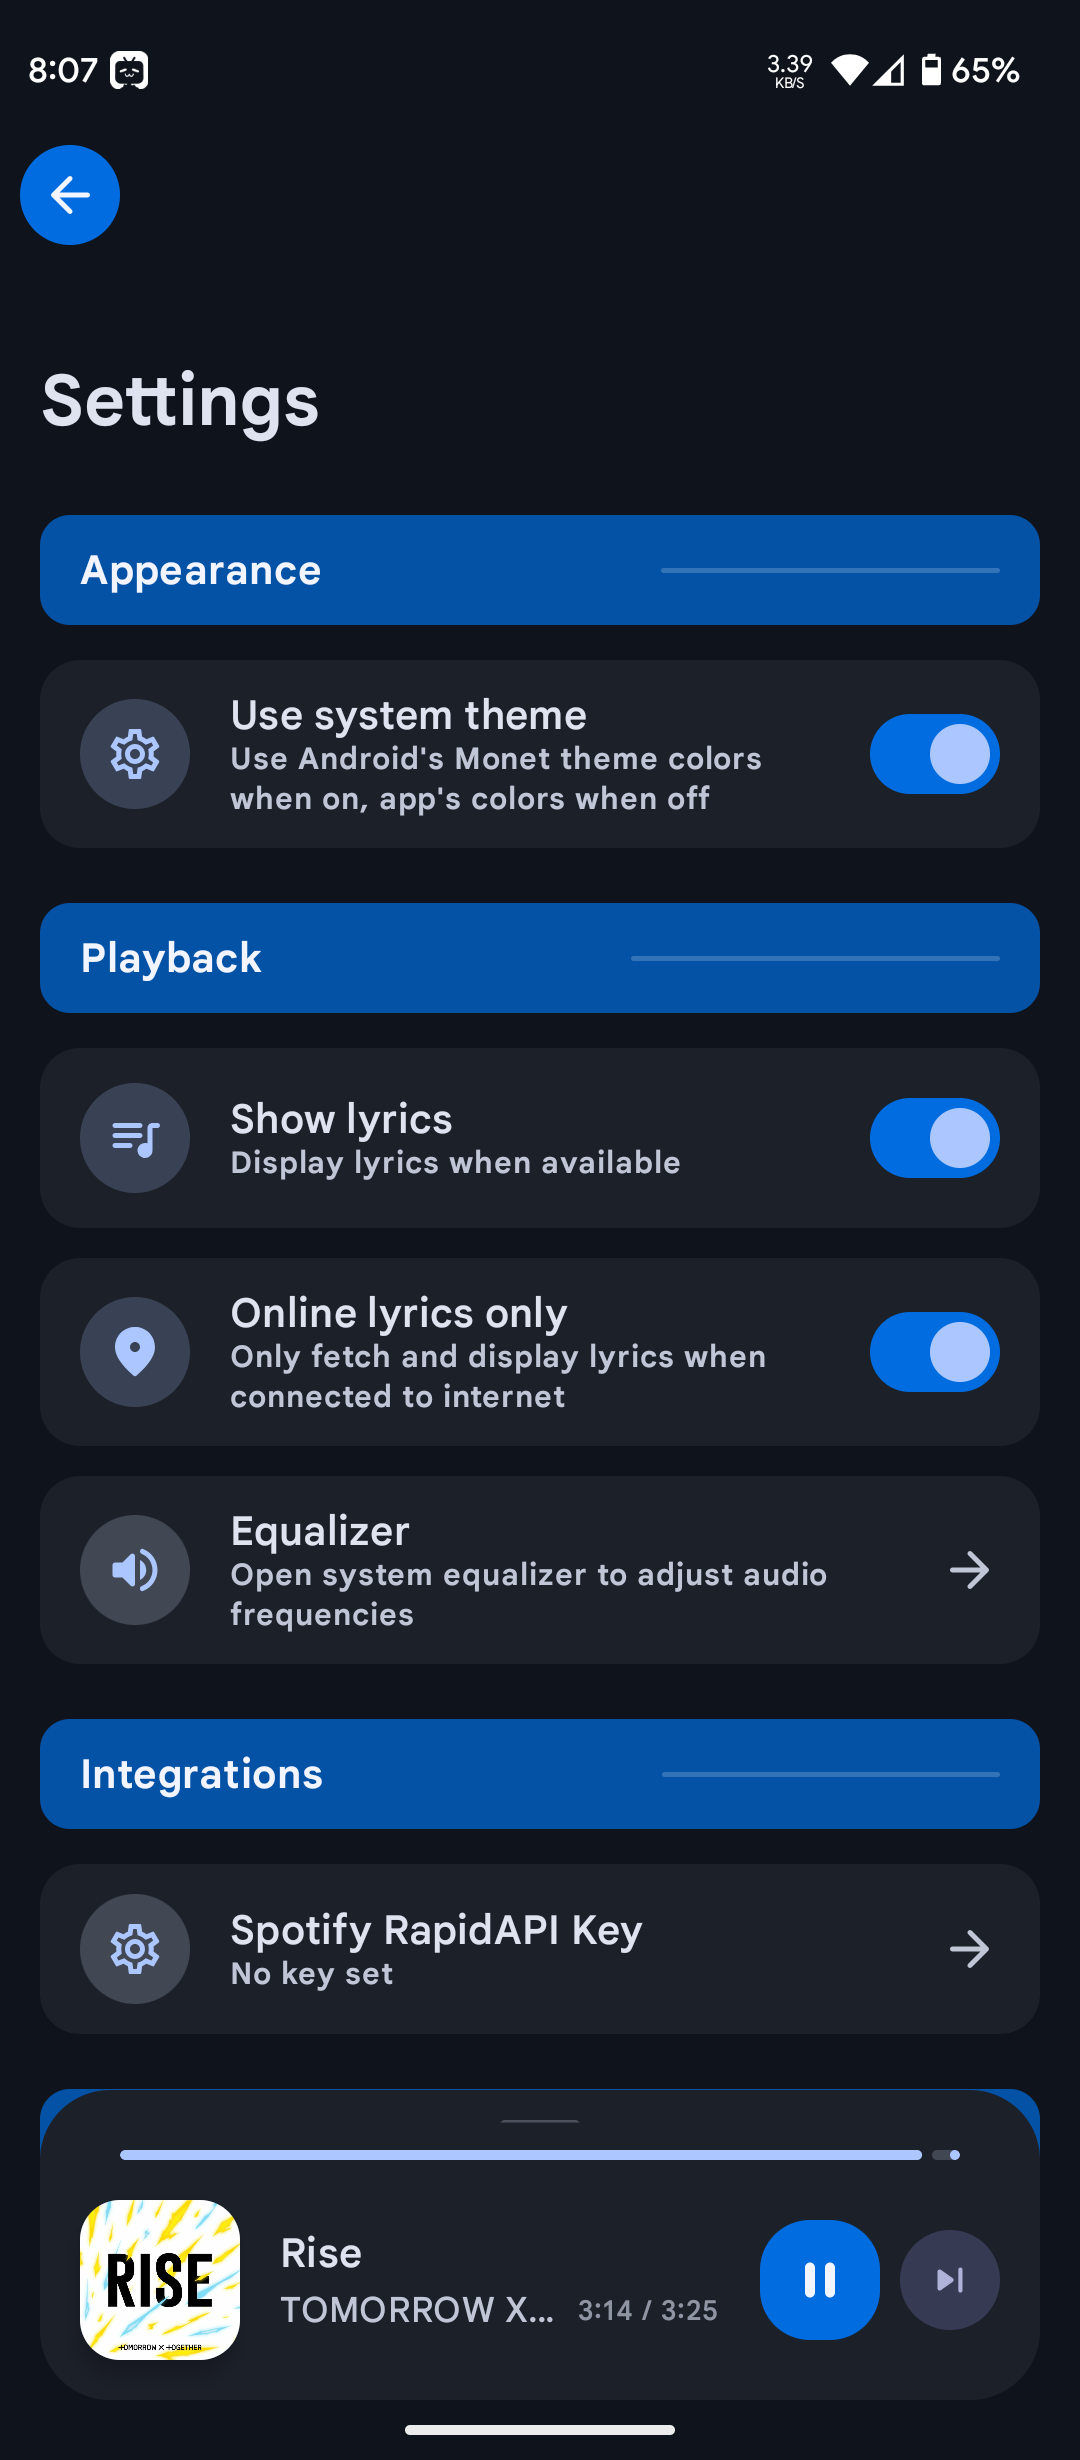 8:07
3.39
KB/S
65%
Settings
Appearance
Use system theme
Use Android's Monet theme colors
when on, app's colors when off
Playback
Show lyrics
Display lyrics when available
Online lyrics only
Only fetch and display lyrics when
connected to internet
Equalizer
Open system equalizer to adjust audio
frequencies
Integrations
Spotify RapidAPI Key
No key set
RISE
TOMORROW X TOGETHER
Rise
TOMORROW X... 3:14 / 3:25